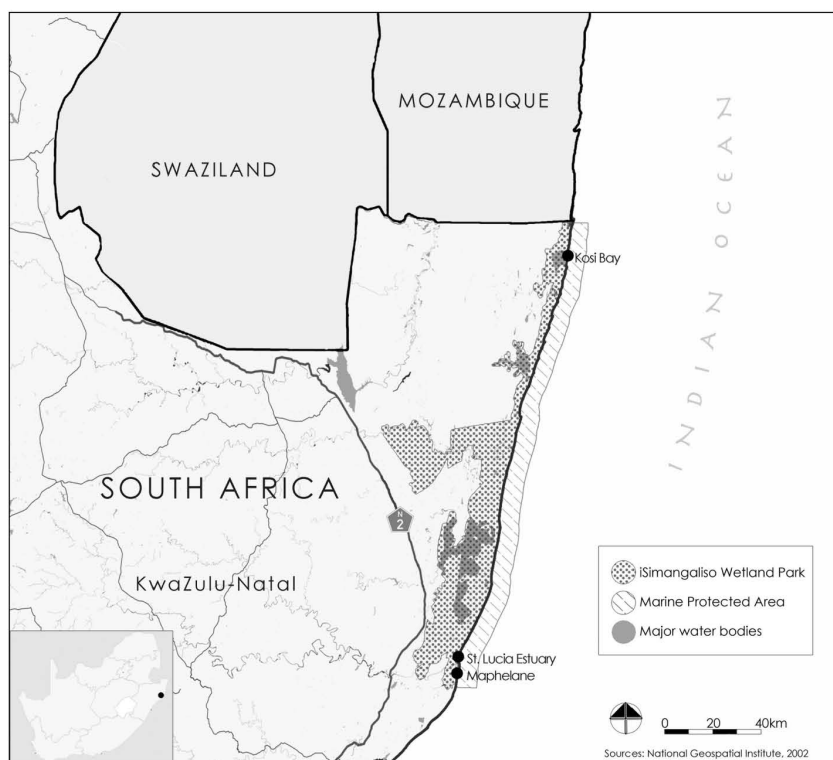 MOZAMBIQUE
SWAZILAND
INDIAN OCEAN
Kosi Bay
SOUTH AFRICA
N
2
KwaZulu-Natal
iSimangaliso Wetland Park
Marine Protected Area
Major water bodies
St. Lucia Estuary
Maphelane
0 20 40km
Sources: National Geospatial Institute, 2002